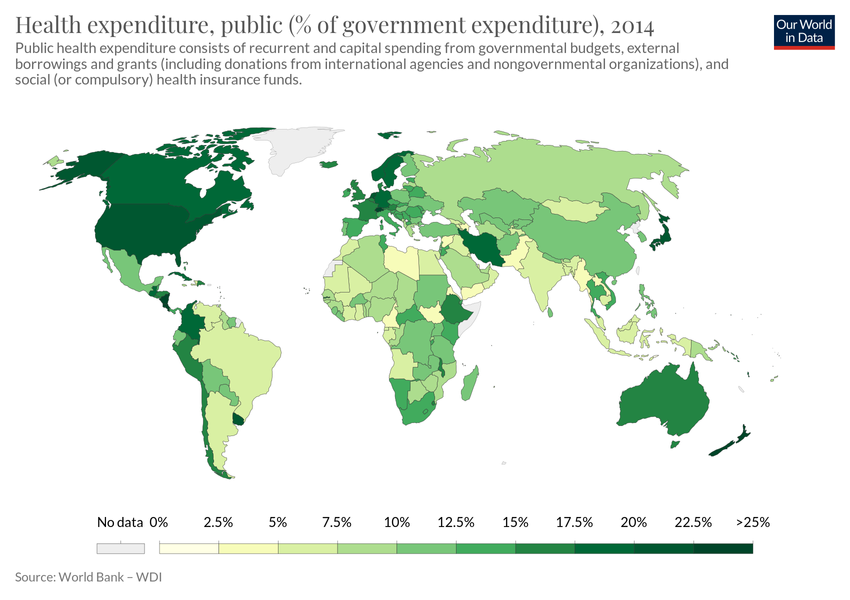 Health expenditure, public (% of government expenditure), 2014
Our World
in Data
Public health expenditure consists of recurrent and capital spending from governmental budgets, external
borrowings and grants (including donations from international agencies and nongovernmental organizations), and
social (or compulsory) health insurance funds.
No data 0% 2.5% 5% 7.5% 10% 12.5% 15% 17.5% 20% 22.5% >25%
Source: World Bank – WDI